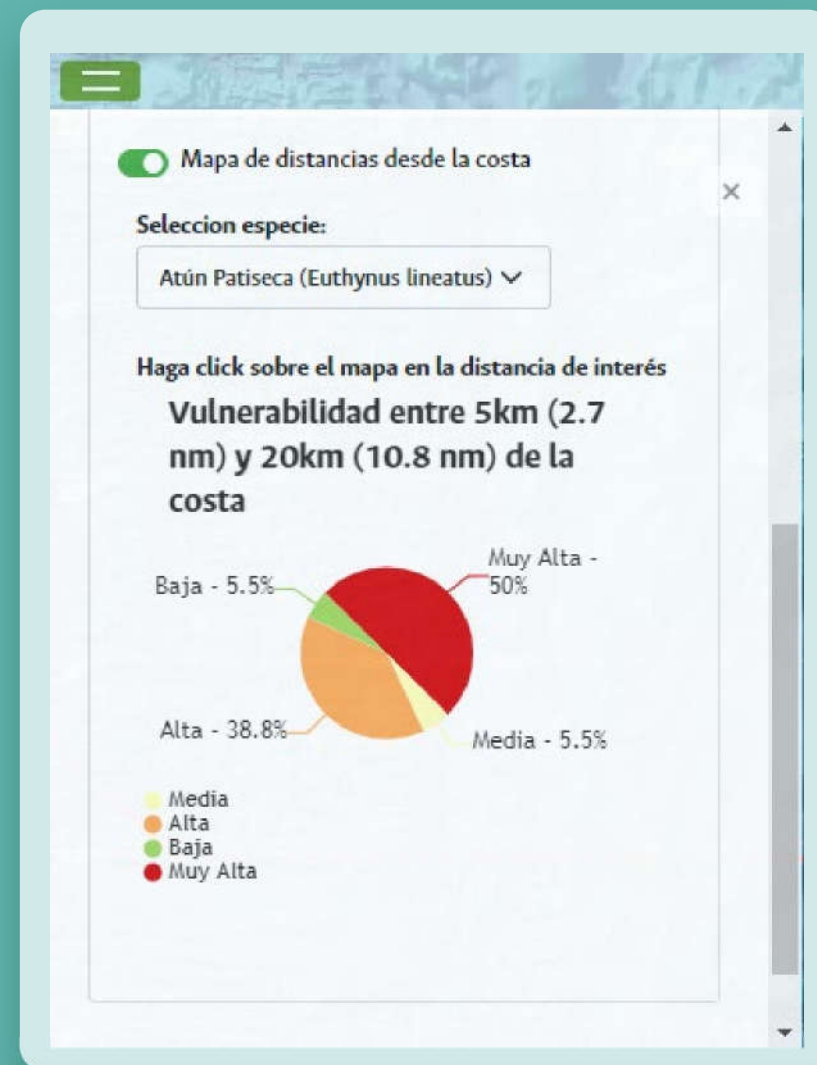 Mapa de distancias desde la costa
×
Seleccion especie:
Atún Patiseca (Euthynus lineatus)
Haga click sobre el mapa en la distancia de interés
Vulnerabilidad entre 5km (2.7
nm) y 20km (10.8 nm) de la
costa
Muy Alta -
50%
Baja - 5.5%
Alta - 38.8%
Media - 5.5%
Media
Alta
Baja
Muy Alta